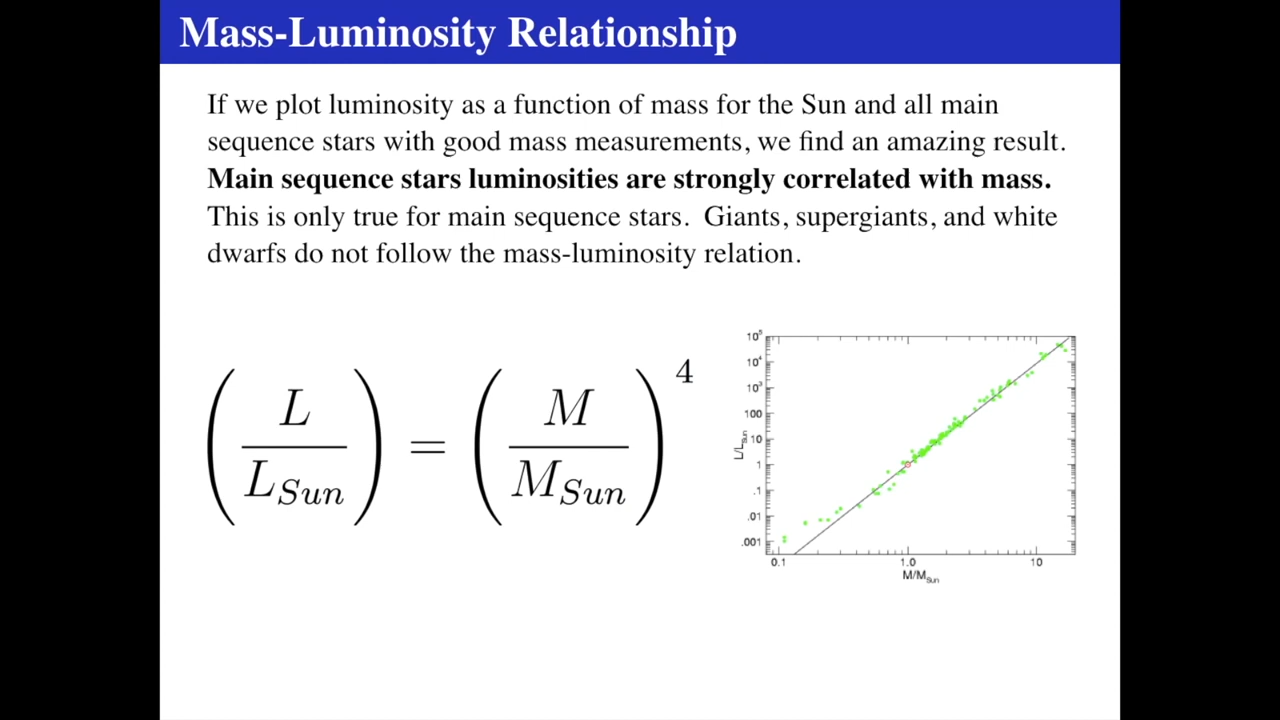 Mass-Luminosity Relationship
If we plot luminosity as a function of mass for the Sun and all main
sequence stars with good mass measurements, we find an amazing result.
Main sequence stars luminosities are strongly correlated with mass.
This is only true for main sequence stars.  Giants, supergiants, and white
dwarfs do not follow the mass-luminosity relation.
(L/L_Sun) = (M/M_Sun)^4
10^5
10^4
10^3
100
10
1
.1
.01
.001
L/L_Sun
0.1 1.0 10
M/M_Sun